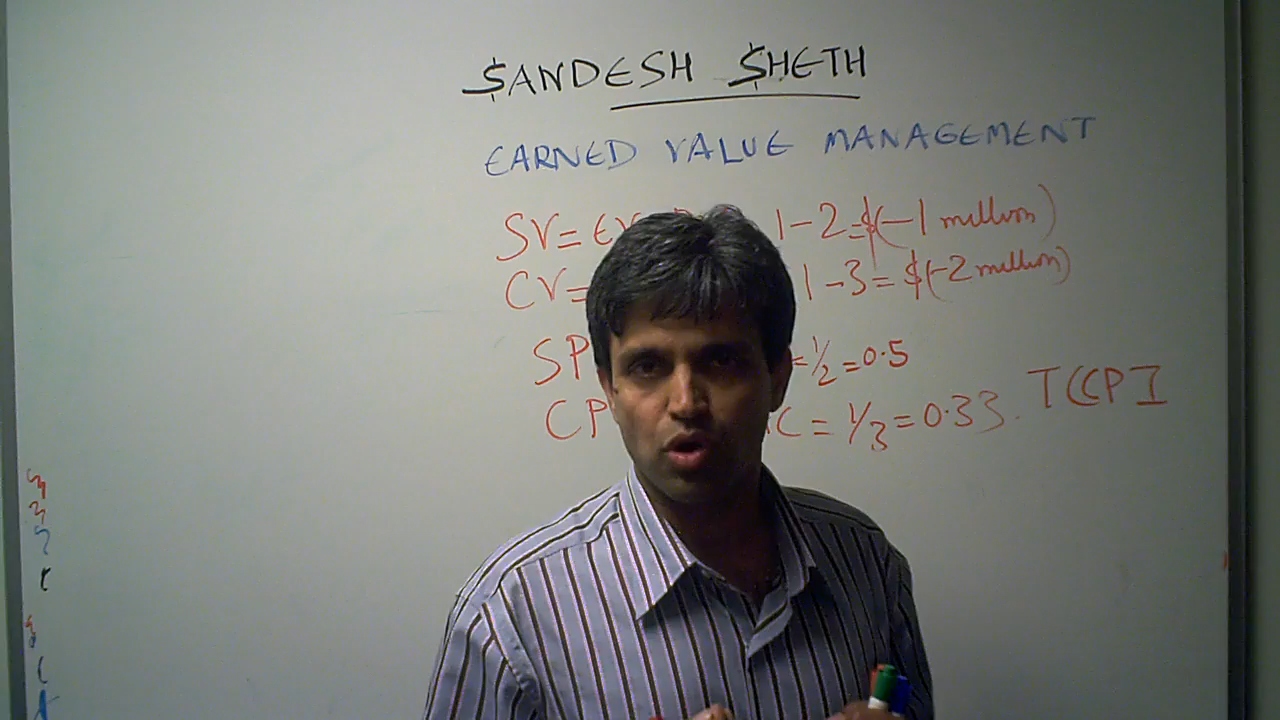 $ANDESH $HETH
EARNED VALUE MANAGEMENT
SV = EV 1 - 2 = $(-1 million)
CV = 1 - 3 = $(-2 million)
SP = 1/2 = 0.5
CP C = 1/3 = 0.33. TCCPI